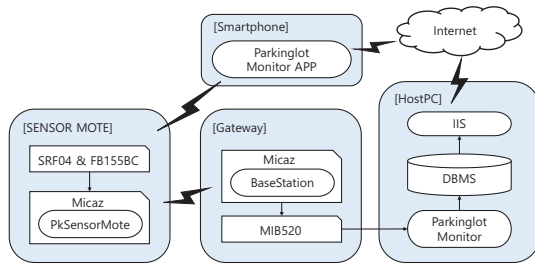 [Smartphone]
Parkinglot
Monitor APP
Internet
[SENSOR MOTE]
SRF04 & FB155BC
Micaz
PkSensorMote
[Gateway]
Micaz
BaseStation
MIB520
[HostPC]
IIS
DBMS
Parkinglot
Monitor